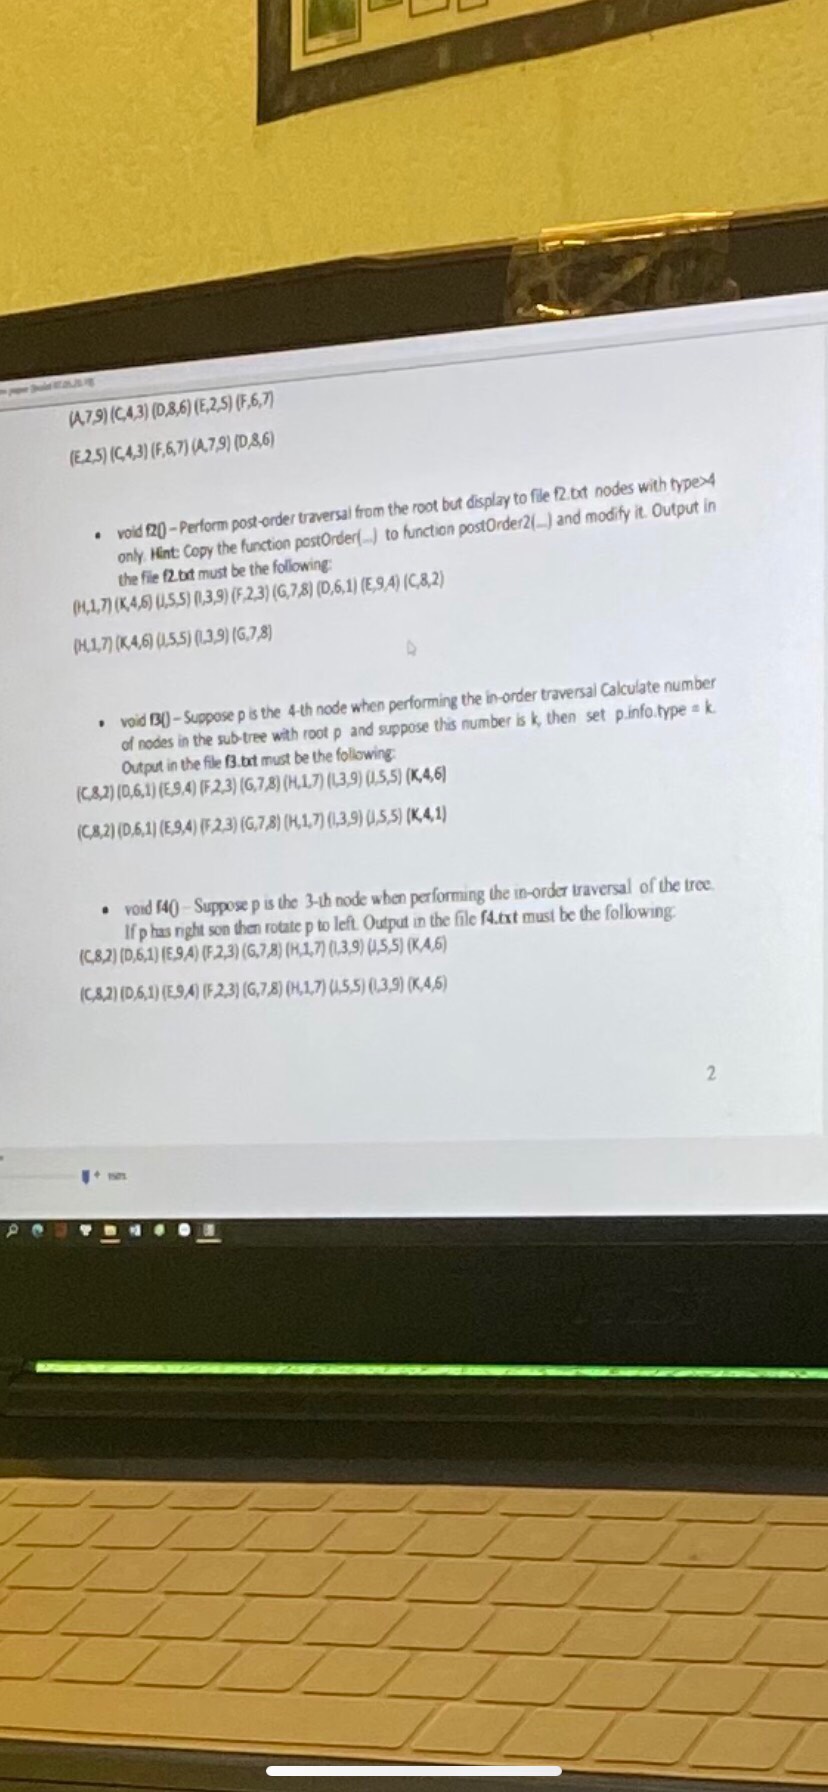 (A,7,9) (C,4,3) (D,8,6) (E,2,5) (F,6,7)
(E,2,5) (C,4,3) (F,6,7) (A,7,9) (D,8,6)
• void f2() – Perform post-order traversal from the root but display to file f2.txt nodes with type>4
only. Hint: Copy the function postOrder(...) to function postOrder2(...) and modify it. Output in
the file f2.txt must be the following:
(H,1,7) (K,4,6) (J,5,5) (I,3,9) (F,2,3) (G,7,8) (D,6,1) (E,9,4) (C,8,2)
(H,1,7) (K,4,6) (J,5,5) (I,3,9) (G,7,8)
• void f3() – Suppose p is the 4-th node when performing the in-order traversal Calculate number
of nodes in the sub-tree with root p and suppose this number is k, then set p.info.type = k.
Output in the file f3.txt must be the following:
(C,8,2) (D,6,1) (E,9,4) (F,2,3) (G,7,8) (H,1,7) (I,3,9) (J,5,5) (K,4,6)
(C,8,2) (D,6,1) (E,9,4) (F,2,3) (G,7,8) (H,1,7) (I,3,9) (J,5,5) (K,4,1)
• void f4() – Suppose p is the 3-th node when performing the in-order traversal of the tree.
If p has right son then rotate p to left. Output in the file f4.txt must be the following:
(C,8,2) (D,6,1) (E,9,4) (F,2,3) (G,7,8) (H,1,7) (I,3,9) (J,5,5) (K,4,6)
(C,8,2) (D,6,1) (E,9,4) (F,2,3) (G,7,8) (H,1,7) (J,5,5) (I,3,9) (K,4,6)
2